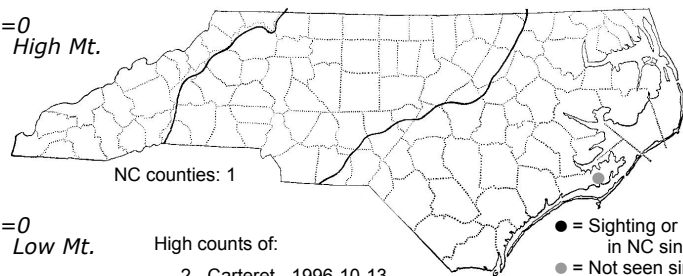 =0
High Mt.
NC counties: 1
=0
Low Mt.
High counts of:
2 - Carteret - 1996-10-13
● = Sighting or
in NC sin
● = Not seen si